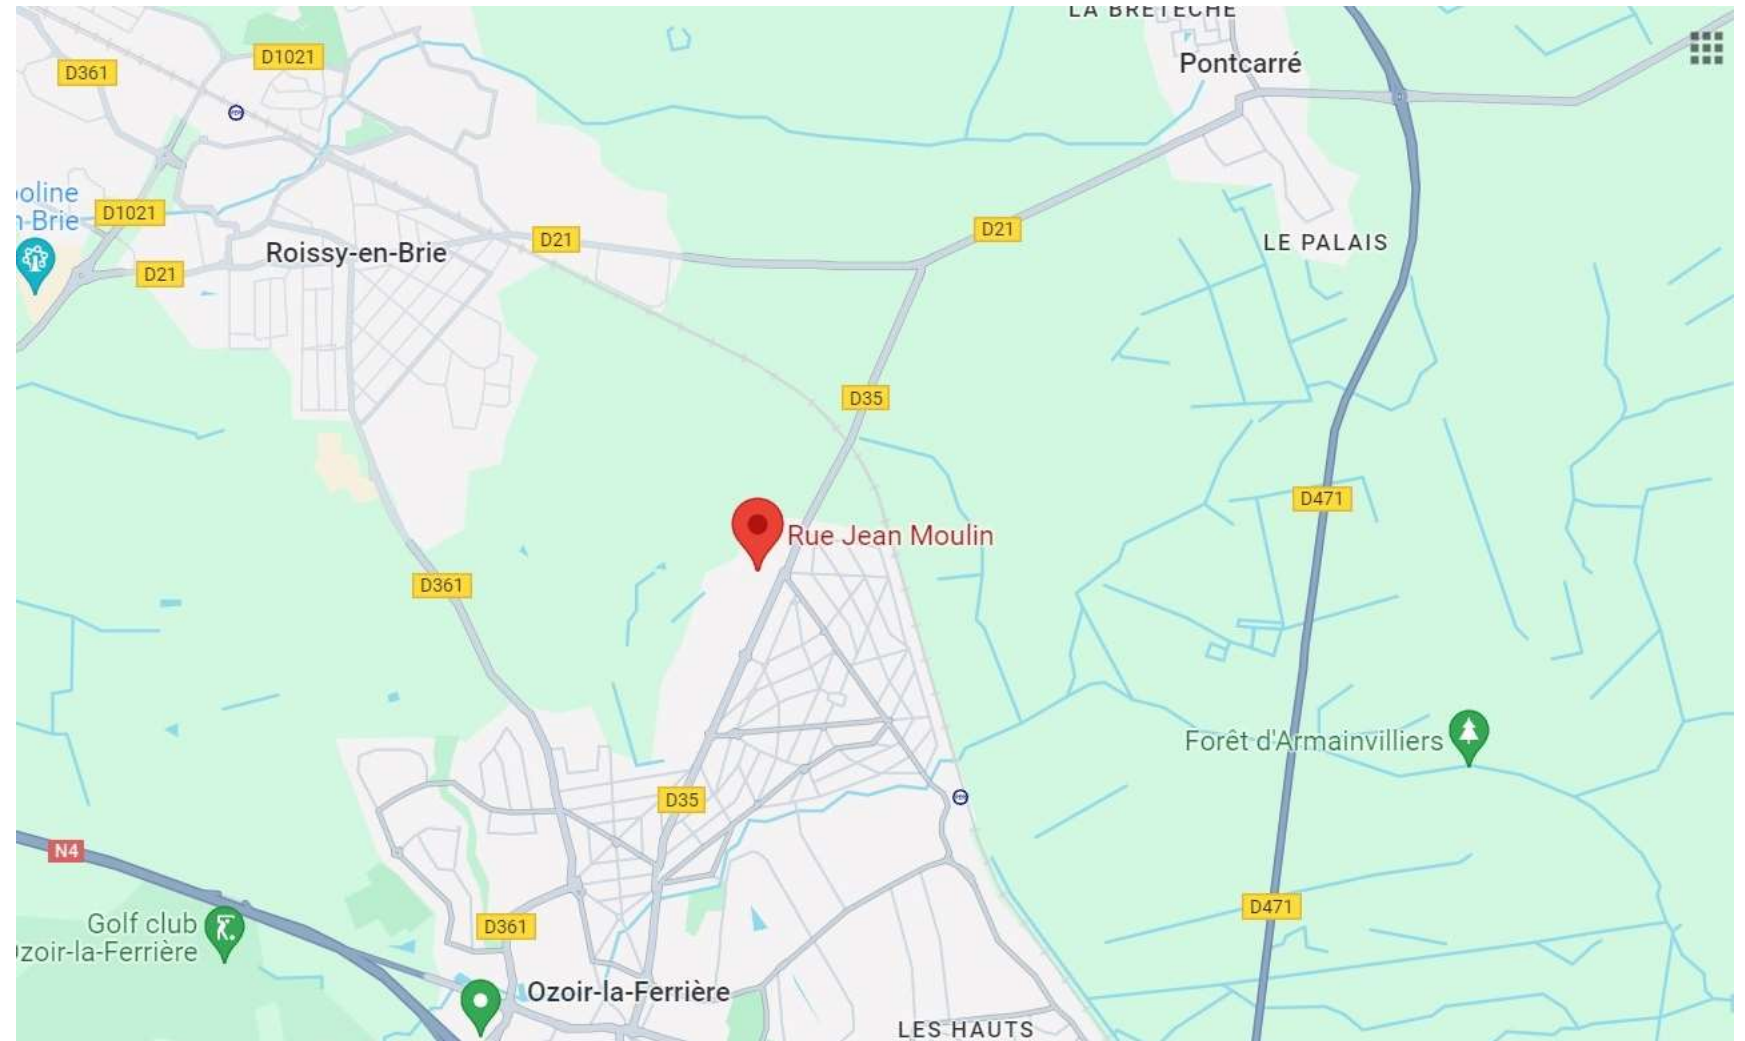 LA BRETÈCHE
D1021
Pontcarré
D361
oline
D1021
n-Brie
D21
D21
LE PALAIS
Roissy-en-Brie
D21
D35
D471
Rue Jean Moulin
D361
Forêt d'Armainvilliers
D35
N4
D471
Golf club
zoir-la-Ferrière
D361
Ozoir-la-Ferrière
LES HAUTS